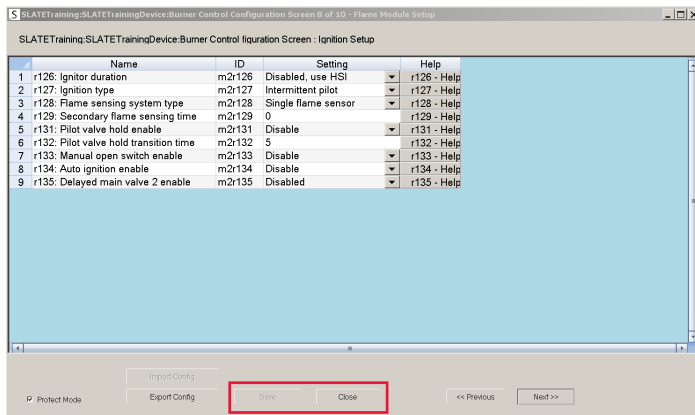 S SLATETraining:SLATETrainingDevice:Burner Control Configuration Screen 8 of 10 - Flame Module Setup
SLATETraining:SLATETrainingDevice:Burner Control figuration Screen : Ignition Setup
Name ID Setting Help
1 r126: Ignitor duration m2r126 Disabled, use HSI r126 - Help
2 r127: Ignition type m2r127 Intermittent pilot r127 - Help
3 r128: Flame sensing system type m2r128 Single flame sensor r128 - Help
4 r129: Secondary flame sensing time m2r129 0 r129 - Help
5 r131: Pilot valve hold enable m2r131 Disable r131 - Help
6 r132: Pilot valve hold transition time m2r132 5 r132 - Help
7 r133: Manual open switch enable m2r133 Disable r133 - Help
8 r134: Auto ignition enable m2r134 Disable r134 - Help
9 r135: Delayed main valve 2 enable m2r135 Disabled r135 - Help
Import Config
Protect Mode Export Config Save Close << Previous Next >>